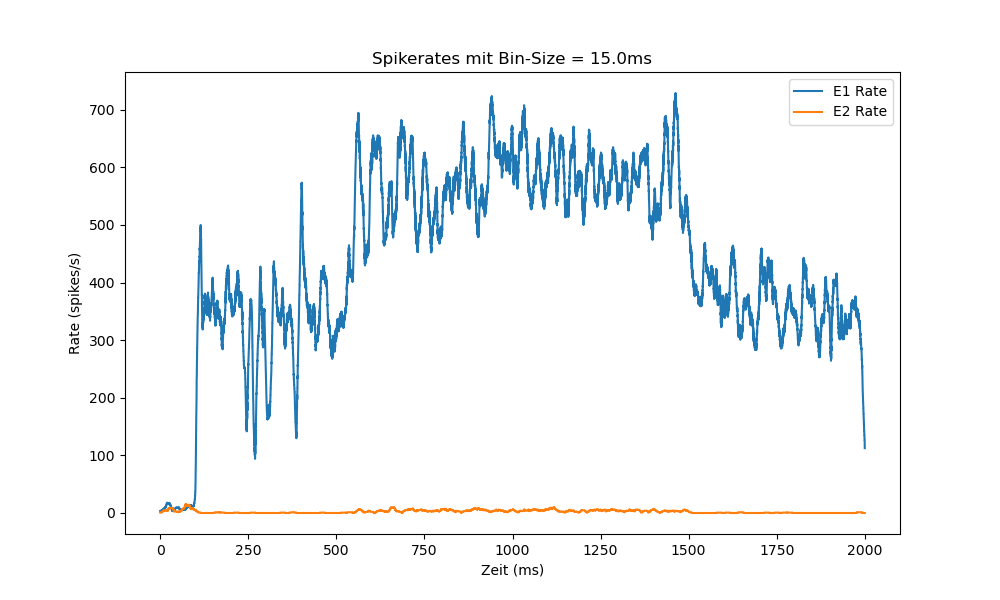 Spikerates mit Bin-Size = 15.0ms
E1 Rate
E2 Rate
700
600
500
400
300
200
100
0
Rate (spikes/s)
0 250 500 750 1000 1250 1500 1750 2000
Zeit (ms)